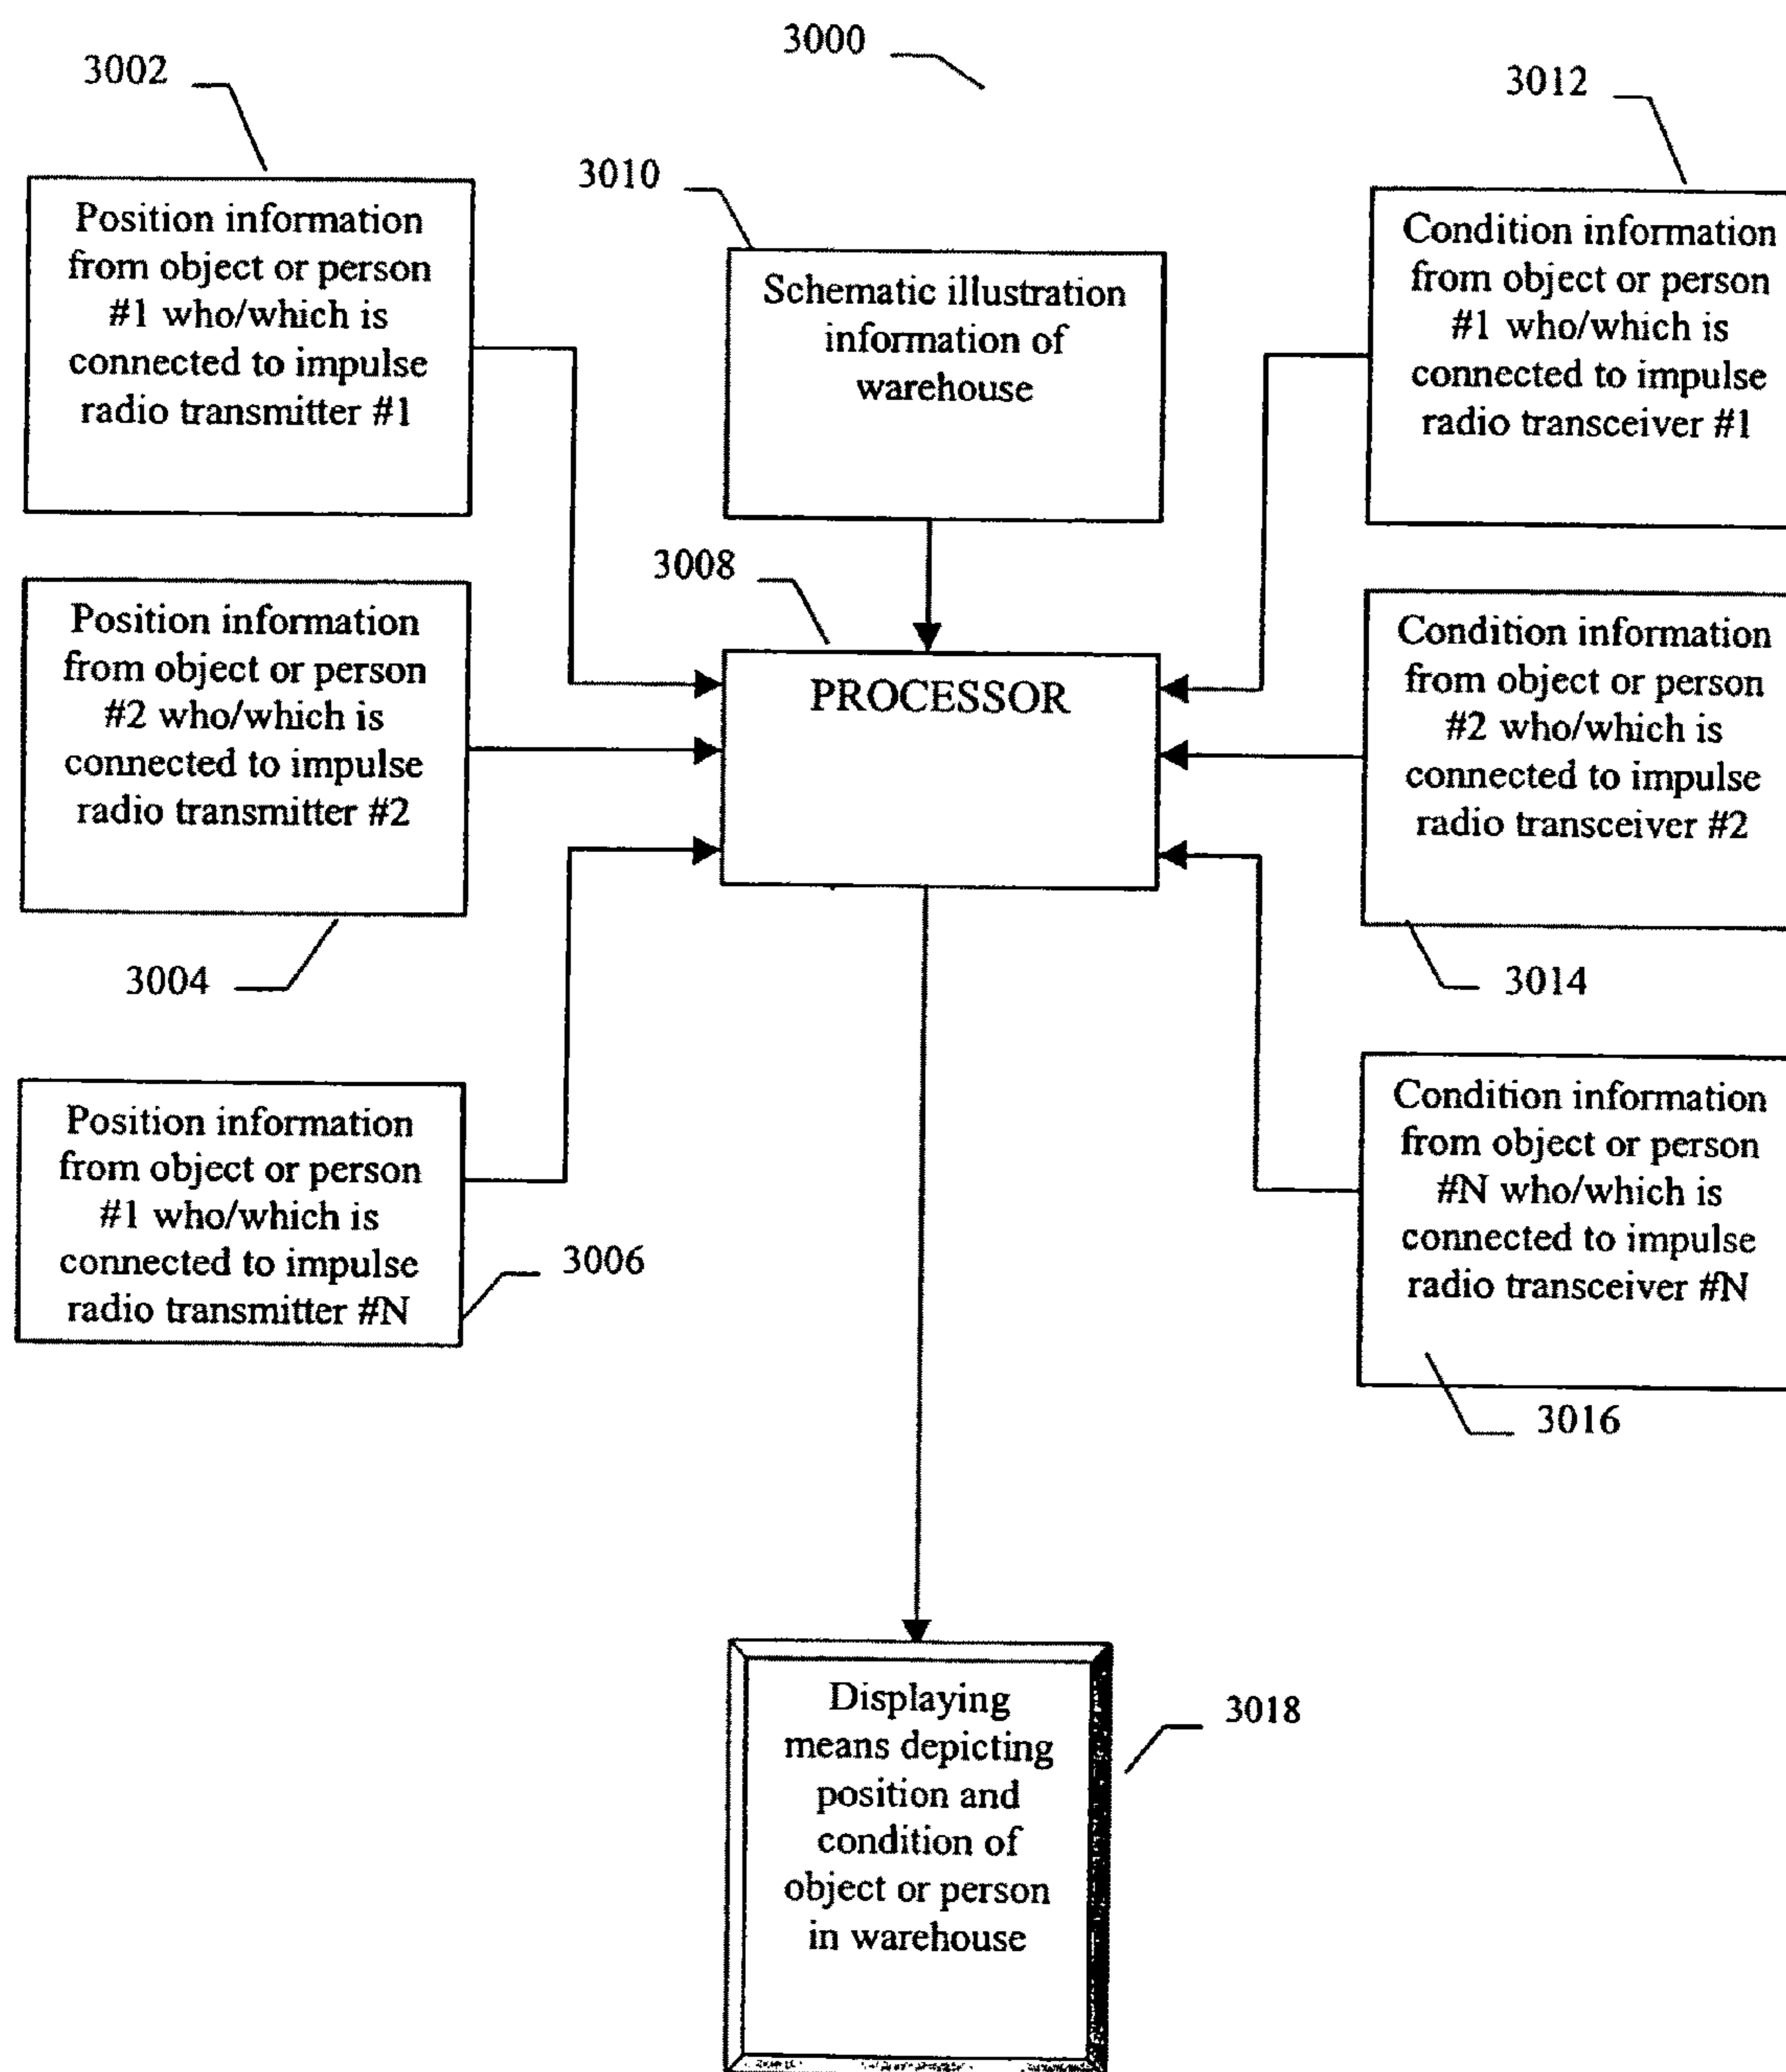 3000
3002
3012
3010
Position information
from object or person
#1 who/which is
connected to impulse
radio transmitter #1
Schematic illustration
information of
warehouse
Condition information
from object or person
#1 who/which is
connected to impulse
radio transceiver #1
3008
Position information
from object or person
#2 who/which is
connected to impulse
radio transmitter #2
PROCESSOR
Condition information
from object or person
#2 who/which is
connected to impulse
radio transceiver #2
3004
3014
Position information
from object or person
#1 who/which is
connected to impulse
radio transmitter #N
3006
Condition information
from object or person
#N who/which is
connected to impulse
radio transceiver #N
3016
Displaying
means depicting
position and
condition of
object or person
in warehouse
3018